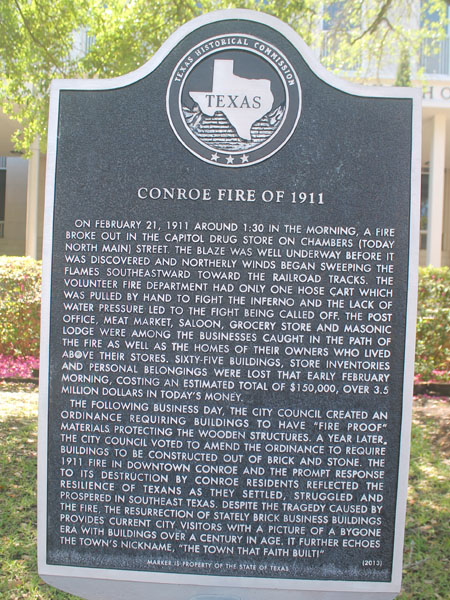 TEXAS HISTORICAL COMMISSION
TEXAS
CONROE FIRE OF 1911
ON FEBRUARY 21, 1911 AROUND 1:30 IN THE MORNING, A FIRE
BROKE OUT IN THE CAPITOL DRUG STORE ON CHAMBERS (TODAY
NORTH MAIN) STREET. THE BLAZE WAS WELL UNDERWAY BEFORE IT
WAS DISCOVERED AND NORTHERLY WINDS BEGAN SWEEPING THE
FLAMES SOUTHEASTWARD TOWARD THE RAILROAD TRACKS. THE
VOLUNTEER FIRE DEPARTMENT HAD ONLY ONE HOSE CART WHICH
WAS PULLED BY HAND TO FIGHT THE INFERNO AND THE LACK OF
WATER PRESSURE LED TO THE FIGHT BEING CALLED OFF. THE POST
OFFICE, MEAT MARKET, SALOON, GROCERY STORE AND MASONIC
LODGE WERE AMONG THE BUSINESSES CAUGHT IN THE PATH OF
THE FIRE AS WELL AS THE HOMES OF THEIR OWNERS WHO LIVED
ABOVE THEIR STORES. SIXTY-FIVE BUILDINGS, STORE INVENTORIES
AND PERSONAL BELONGINGS WERE LOST THAT EARLY FEBRUARY
MORNING, COSTING AN ESTIMATED TOTAL OF $150,000, OVER 3.5
MILLION DOLLARS IN TODAY'S MONEY.
THE FOLLOWING BUSINESS DAY, THE CITY COUNCIL CREATED AN
ORDINANCE REQUIRING BUILDINGS TO HAVE "FIRE PROOF"
MATERIALS PROTECTING THE WOODEN STRUCTURES. A YEAR LATER,
THE CITY COUNCIL VOTED TO AMEND THE ORDINANCE TO REQUIRE
BUILDINGS TO BE CONSTRUCTED OUT OF BRICK AND STONE. THE
1911 FIRE IN DOWNTOWN CONROE AND THE PROMPT RESPONSE
TO ITS DESTRUCTION BY CONROE RESIDENTS REFLECTED THE
RESILIENCE OF TEXANS AS THEY SETTLED, STRUGGLED AND
PROSPERED IN SOUTHEAST TEXAS. DESPITE THE TRAGEDY CAUSED BY
THE FIRE, THE RESURRECTION OF STATELY BRICK BUSINESS BUILDINGS
PROVIDES CURRENT CITY VISITORS WITH A PICTURE OF A BYGONE
ERA WITH BUILDINGS OVER A CENTURY IN AGE. IT FURTHER ECHOES
THE TOWN'S NICKNAME, "THE TOWN THAT FAITH BUILT!"
(2013)
MARKER IS PROPERTY OF THE STATE OF TEXAS